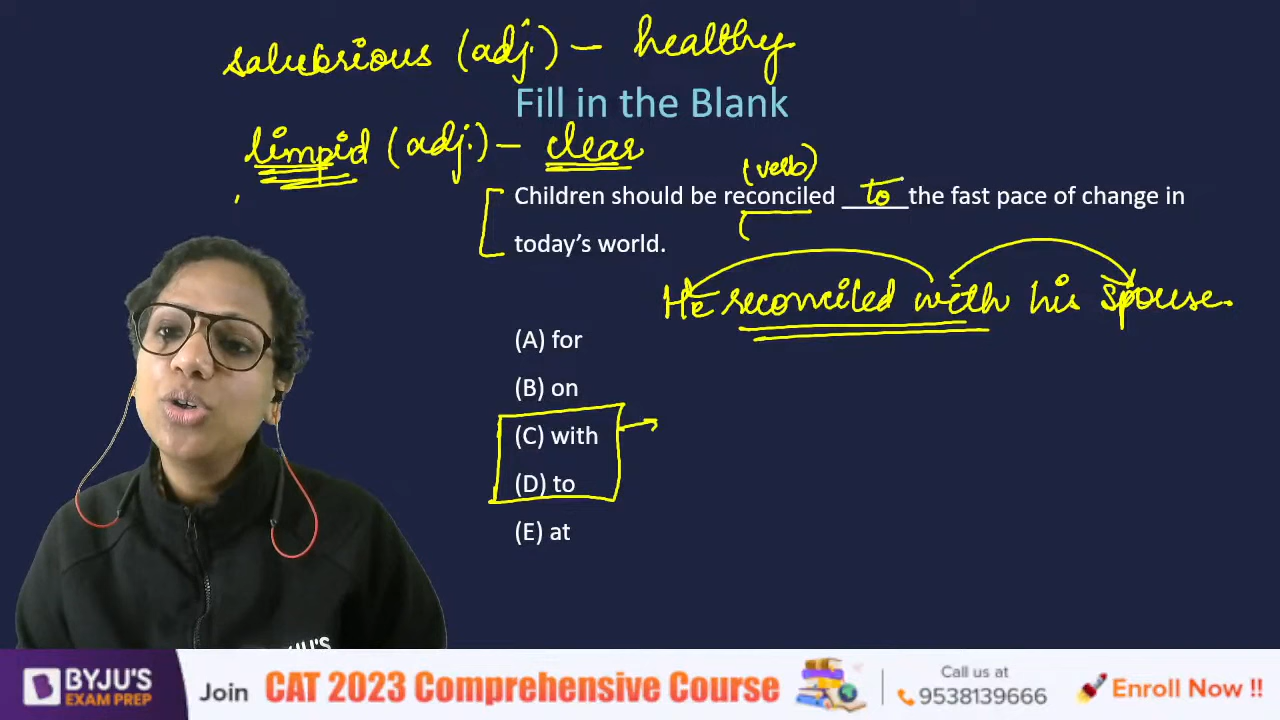 salubrious (adj.) – healthy
Fill in the Blank
limpid (adj.) – clear
(verb)
Children should be reconciled to the fast pace of change in
today's world.
He reconciled with his spouse.
(A) for
(B) on
(C) with
(D) to
(E) at
BYJU'S
EXAM PREP
Join CAT 2023 Comprehensive Course
Call us at
9538139666
Enroll Now !!